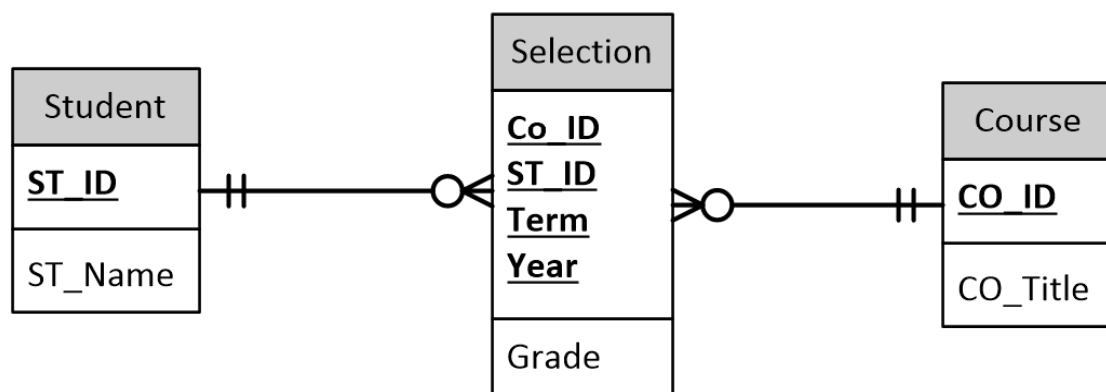 Student
ST_ID
ST_Name
Selection
Co_ID
ST_ID
Term
Year
Grade
Course
CO_ID
CO_Title